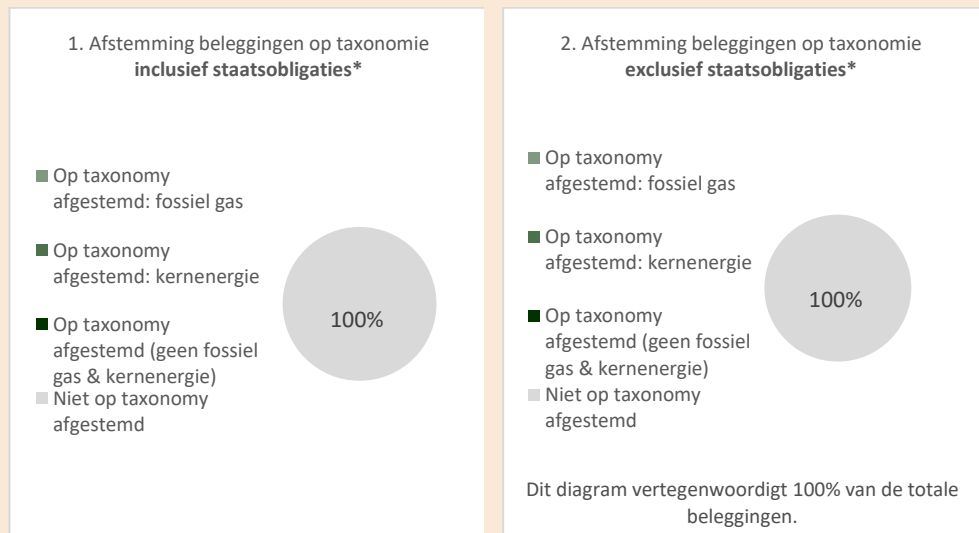 1. Afstemming beleggingen op taxonomie
inclusief staatsobligaties*
Op taxonomy
afgestemd: fossiel gas
Op taxonomy
afgestemd: kernenergie
Op taxonomy
afgestemd (geen fossiel
gas & kernenergie)
Niet op taxonomy
afgestemd
100%
2. Afstemming beleggingen op taxonomie
exclusief staatsobligaties*
Op taxonomy
afgestemd: fossiel gas
Op taxonomy
afgestemd: kernenergie
Op taxonomy
afgestemd (geen fossiel
gas & kernenergie)
Niet op taxonomy
afgestemd
100%
Dit diagram vertegenwoordigt 100% van de totale
beleggingen.